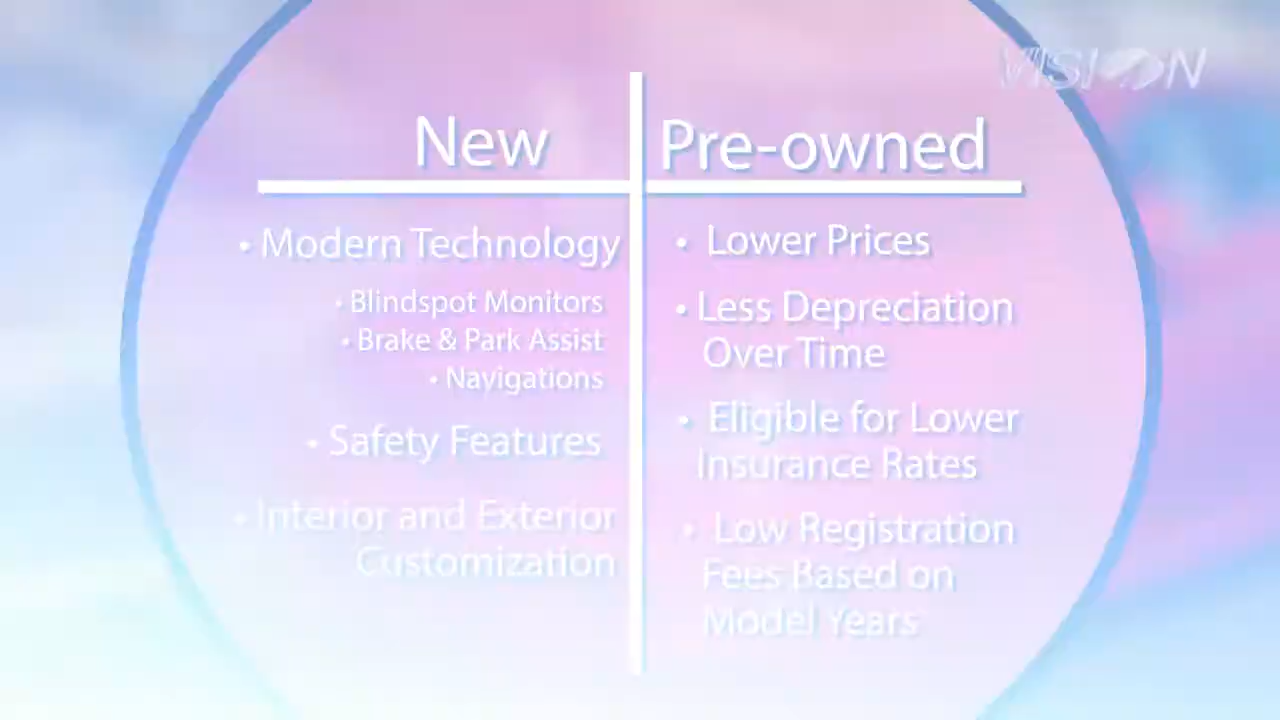 VISION
New
Pre-owned
• Modern Technology
• Blindspot Monitors
• Brake & Park Assist
• Navigations
• Safety Features
• Interior and Exterior
Customization
• Lower Prices
• Less Depreciation
Over Time
• Eligible for Lower
Insurance Rates
• Low Registration
Fees Based on
Model Years